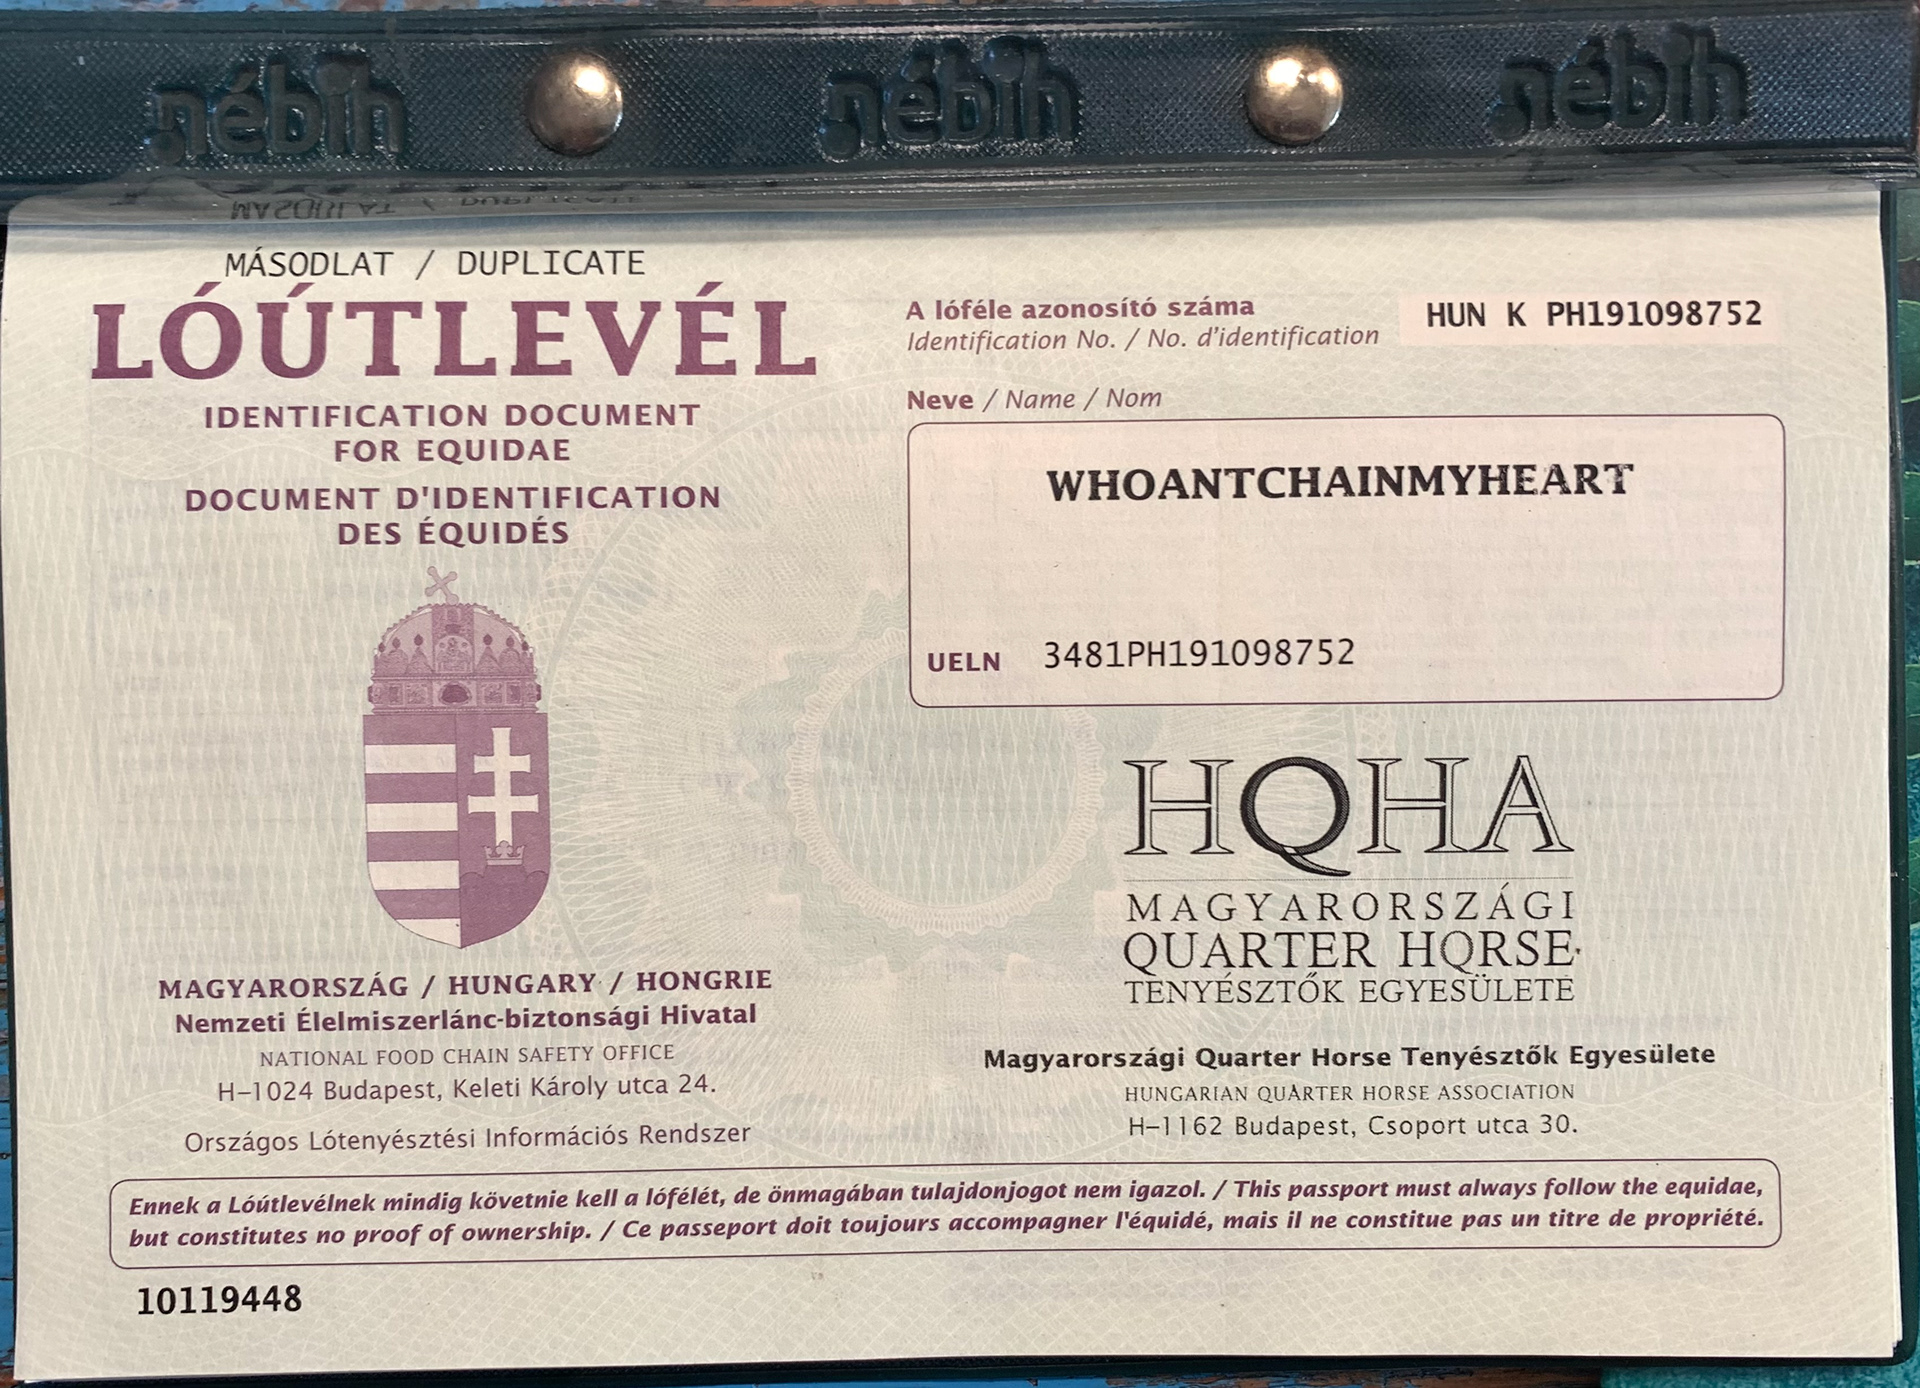 nébih nébih nébih
MÁSODLAT / DUPLICATE
LÓÚTLEVÉL
IDENTIFICATION DOCUMENT
FOR EQUIDAE
DOCUMENT D'IDENTIFICATION
DES ÉQUIDÉS
MAGYARORSZÁG / HUNGARY / HONGRIE
Nemzeti Élelmiszerlánc-biztonsági Hivatal
NATIONAL FOOD CHAIN SAFETY OFFICE
H–1024 Budapest, Keleti Károly utca 24.
Országos Lótenyésztési Információs Rendszer
A lóféle azonosító száma
Identification No. / No. d'identification
HUN K PH191098752
Neve / Name / Nom
WHOANTCHAINMYHEART
UELN 3481PH191098752
HQHA
MAGYARORSZÁGI
QUARTER HORSE
TENYÉSZTŐK EGYESÜLETE
Magyarországi Quarter Horse Tenyésztők Egyesülete
HUNGARIAN QUARTER HORSE ASSOCIATION
H–1162 Budapest, Csoport utca 30.
Ennek a Lóútlevélnek mindig követnie kell a lófélét, de önmagában tulajdonjogot nem igazol. / This passport must always follow the equidae,
but constitutes no proof of ownership. / Ce passeport doit toujours accompagner l'équidé, mais il ne constitue pas un titre de propriété.
10119448